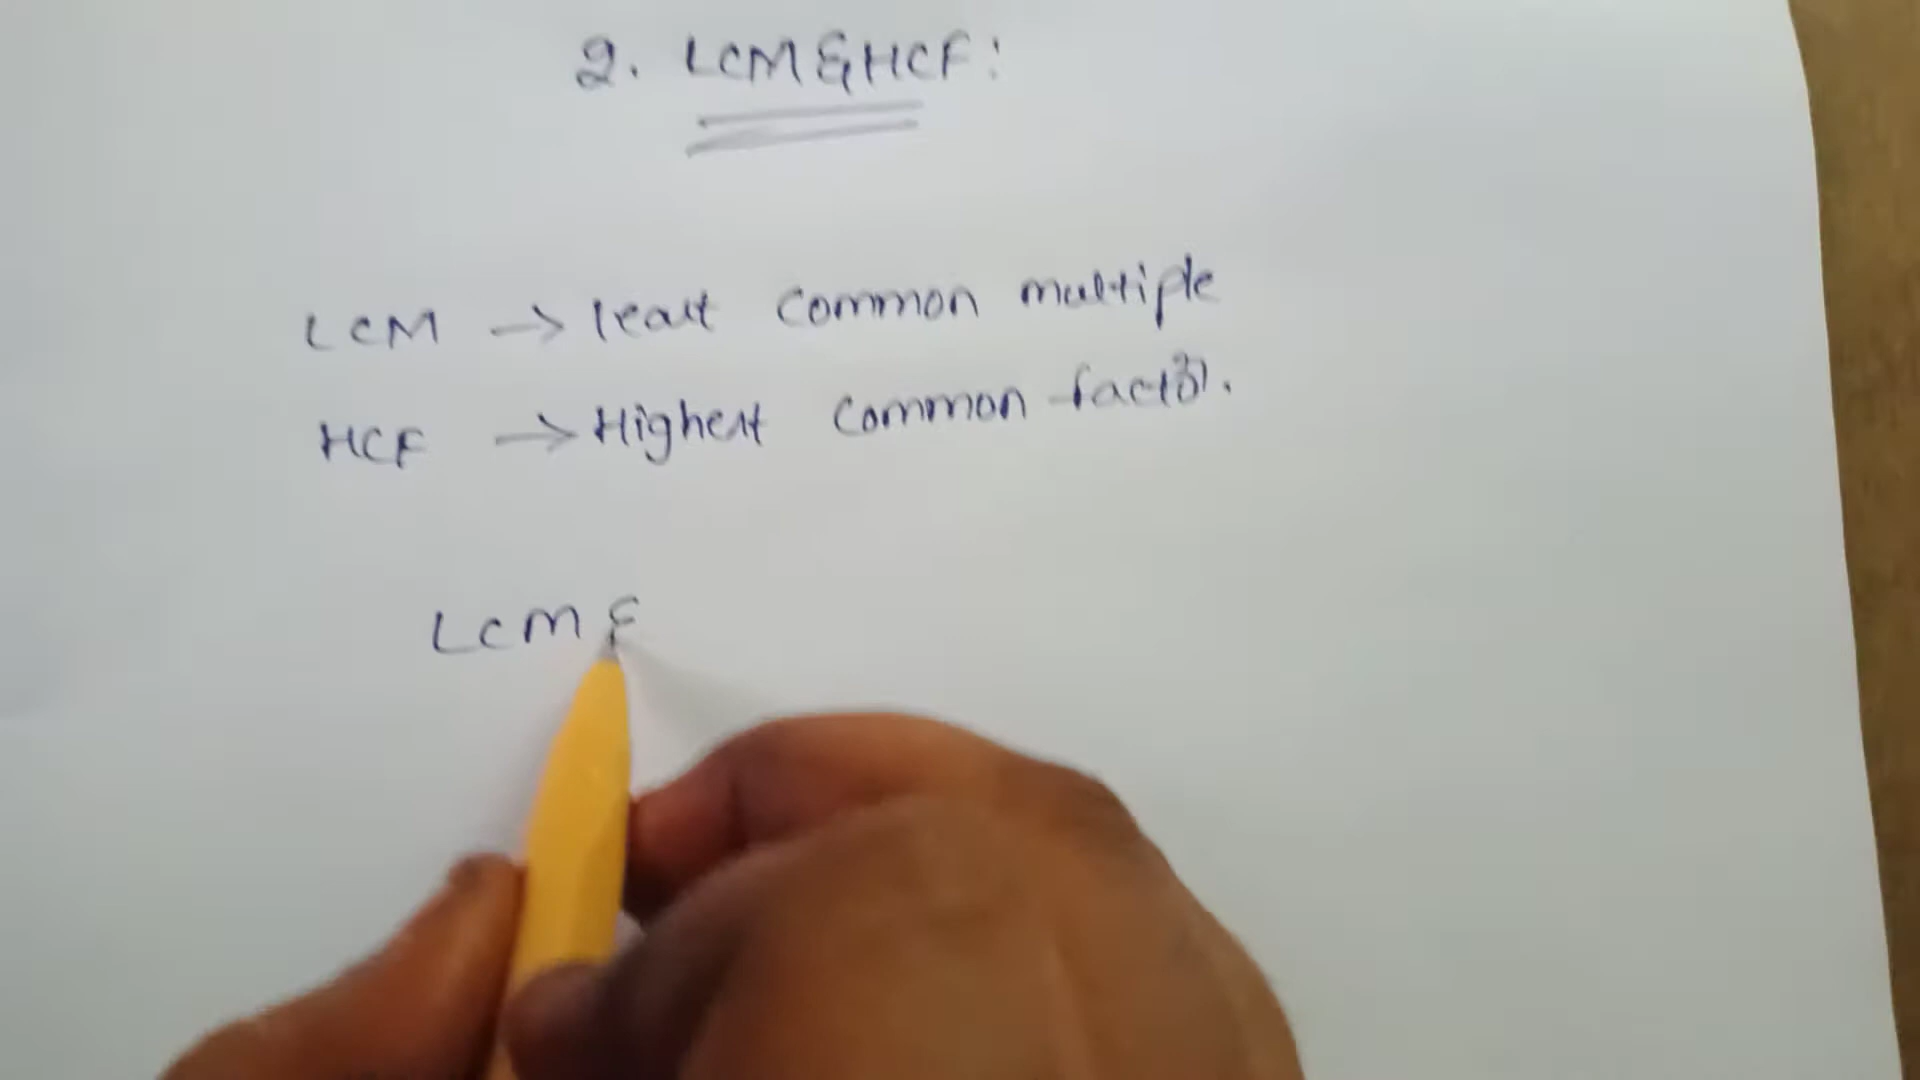 2. LCM & HCF:
LCM → least common multiple
HCF → Highest common factor.
LCM &